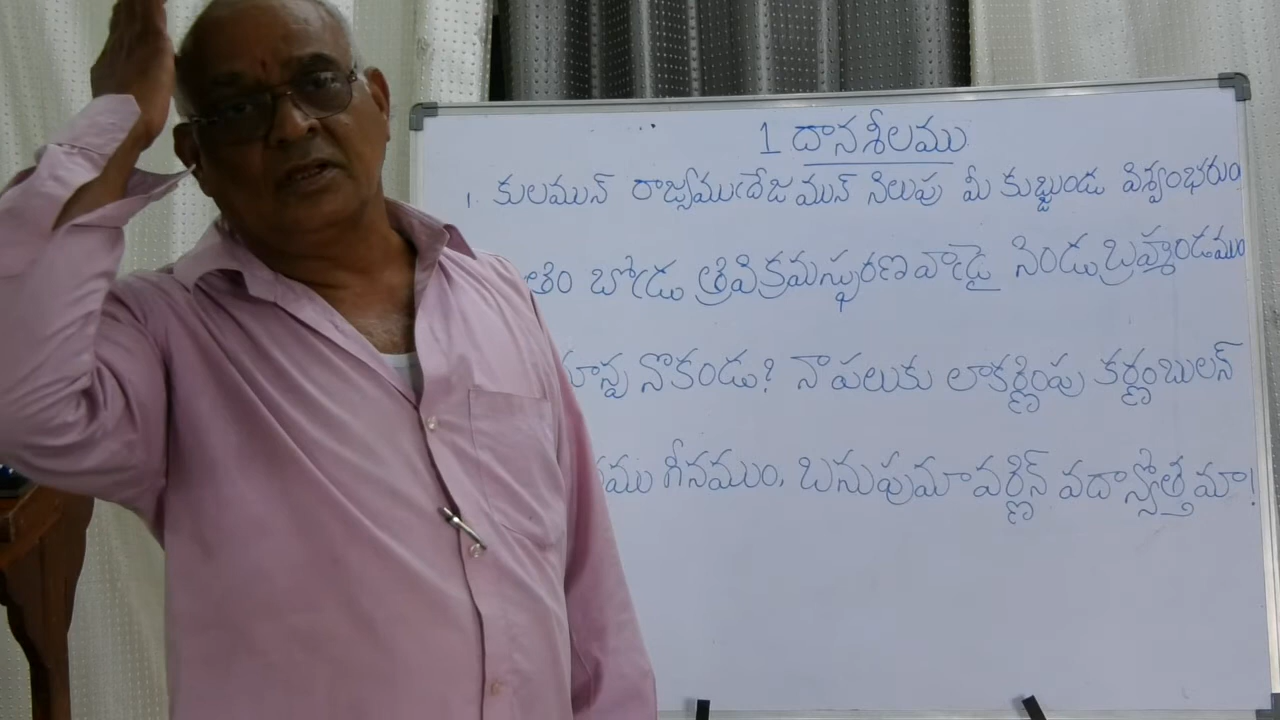 1 దానశీలము
1. కులమున్ రాజ్యముఁదేజమున్ నిలుపు మీ కుబ్జుండు విశ్వంభరుం
బోడు త్రివిక్రమస్ఫురణవాఁడై నిండు బ్రహ్మాండముం
నొకండు? నా పలుకు లాకర్ణింపు కర్ణంబులన్
గీనముం, బనుపుమా వర్ణిన్ వదాన్యోత్తమా!